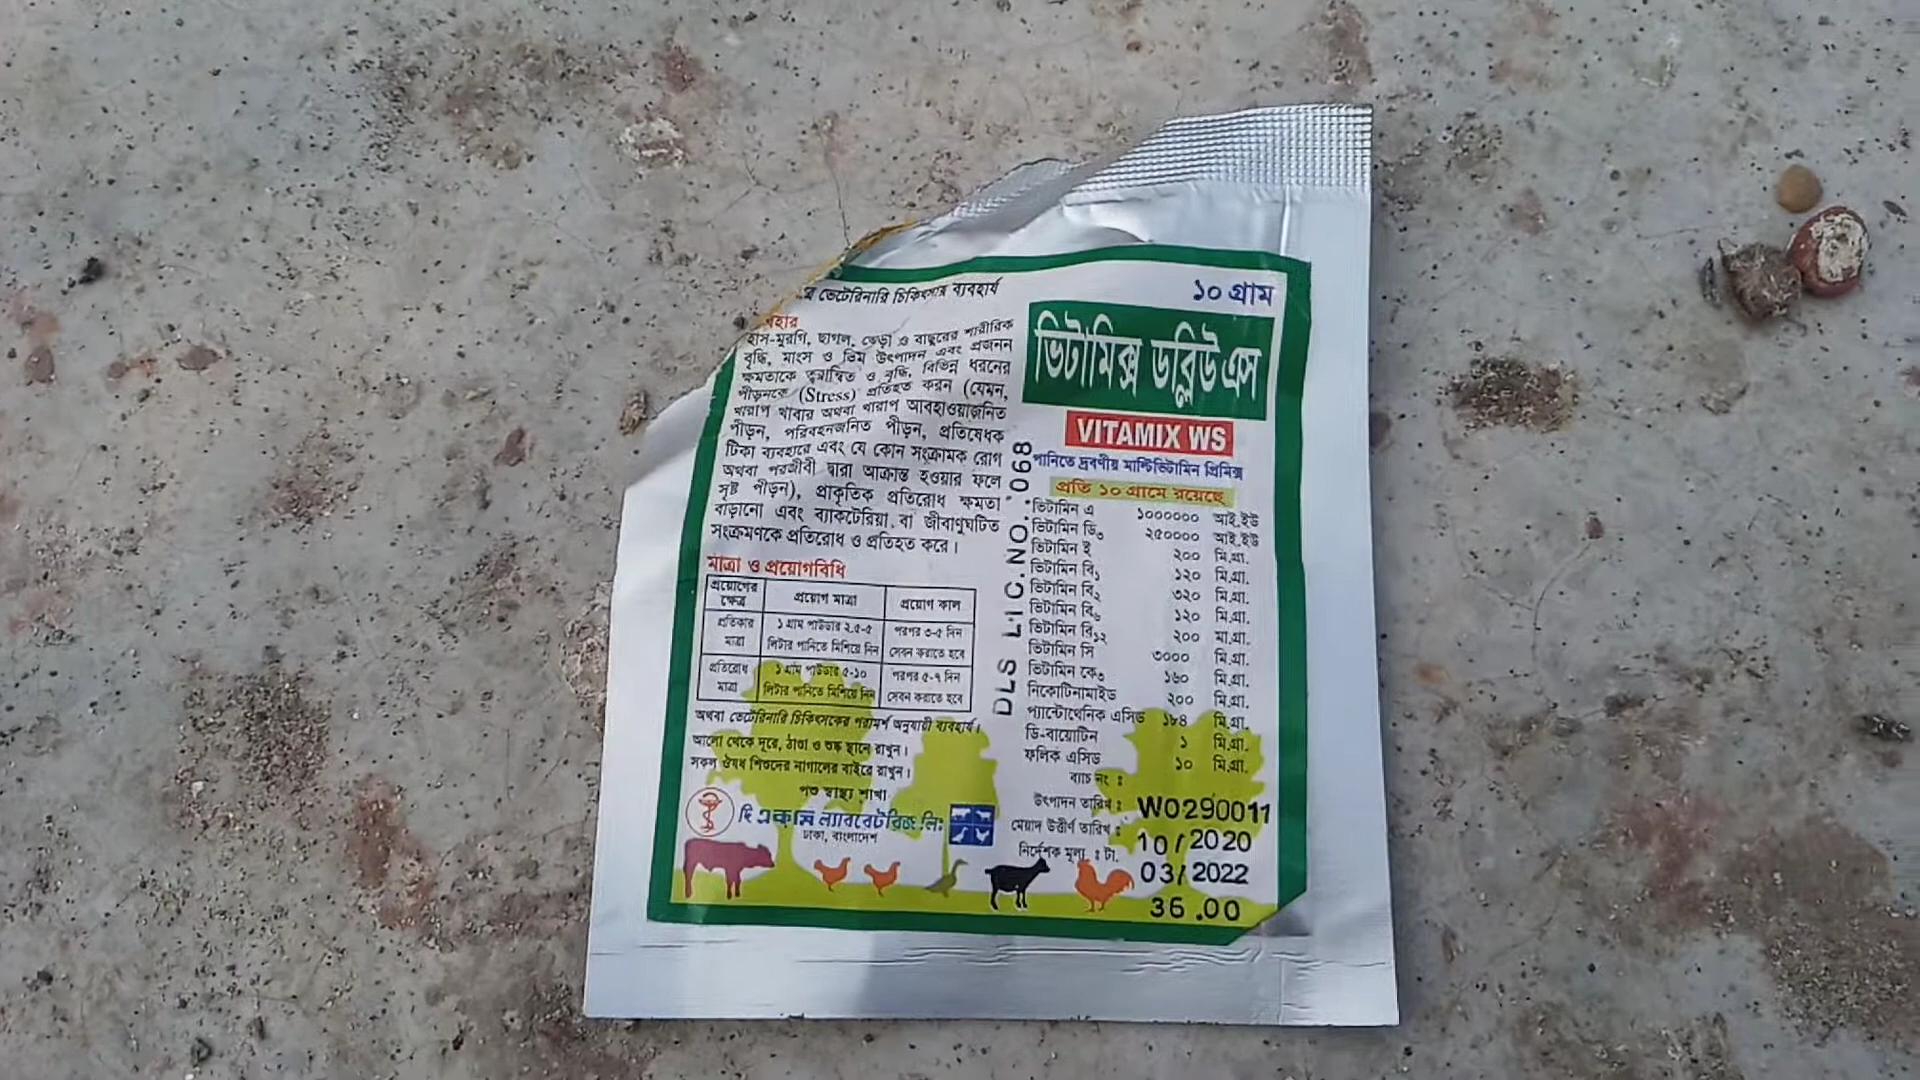 ভেটেরিনারি চিকিৎসায় ব্যবহার্য
১০ গ্রাম
হাঁস-মুরগি, ছাগল, ভেড়া ও বাছুরের শারীরিক
বৃদ্ধি, মাংস ও ডিম উৎপাদন এবং প্রজনন
ক্ষমতাকে ত্বরান্বিত ও বৃদ্ধি, বিভিন্ন ধরনের
পীড়নকে (Stress) প্রতিহত করন (যেমন,
খারাপ খাবার অথবা খারাপ আবহাওয়াজনিত
পীড়ন, পরিবহনজনিত পীড়ন, প্রতিষেধক
টিকা ব্যবহারে এবং যে কোন সংক্রামক রোগ
অথবা পরজীবী দ্বারা আক্রান্ত হওয়ার ফলে
সৃষ্ট পীড়ন), প্রাকৃতিক প্রতিরোধ ক্ষমতা
বাড়ানো এবং ব্যাকটেরিয়া বা জীবাণুঘটিত
সংক্রমণকে প্রতিরোধ ও প্রতিহত করে।
মাত্রা ও প্রয়োগবিধি
প্রয়োগের ক্ষেত্র প্রয়োগ মাত্রা প্রয়োগ কাল
প্রতিকার মাত্রা ১ গ্রাম পাউডার ২.৫-৫ লিটার পানিতে মিশিয়ে নিন পরপর ৩-৫ দিন সেবন করাতে হবে
প্রতিরোধ মাত্রা ১ গ্রাম পাউডার ৫-১০ লিটার পানিতে মিশিয়ে নিন পরপর ৫-৭ দিন সেবন করাতে হবে
অথবা ভেটেরিনারি চিকিৎসকের পরামর্শ অনুযায়ী ব্যবহার্য।
আলো থেকে দূরে, ঠাণ্ডা ও শুষ্ক স্থানে রাখুন।
সকল ঔষধ শিশুদের নাগালের বাইরে রাখুন।
পশু স্বাস্থ্য শাখা
দি একমি ল্যাবরেটরিজ লিঃ
ঢাকা, বাংলাদেশ
DLS LIC.NO.:068
ভিটামিক্স ডব্লিউ এস
VITAMIX WS
পানিতে দ্রবণীয় মাল্টিভিটামিন প্রিমিক্স
প্রতি ১০ গ্রামে রয়েছে
ভিটামিন এ ১০০০০০০ আই.ইউ
ভিটামিন ডি৩ ২৫০০০০ আই.ইউ
ভিটামিন ই ২০০ মি.গ্রা.
ভিটামিন বি১ ১২০ মি.গ্রা.
ভিটামিন বি২ ৩২০ মি.গ্রা.
ভিটামিন বি৬ ১২০ মি.গ্রা.
ভিটামিন বি১২ ২০০ মা.গ্রা.
ভিটামিন সি ৩০০০ মি.গ্রা.
ভিটামিন কে৩ ১৬০ মি.গ্রা.
নিকোটিনামাইড ২০০ মি.গ্রা.
প্যান্টোথেনিক এসিড ১৮৪ মি.গ্রা.
ডি-বায়োটিন ১ মি.গ্রা.
ফলিক এসিড ১০ মি.গ্রা.
ব্যাচ নং :
উৎপাদন তারিখ : W0290011
মেয়াদ উত্তীর্ণ তারিখ : 10/2020
নির্দেশক মূল্য : টা. 03/2022
36.00